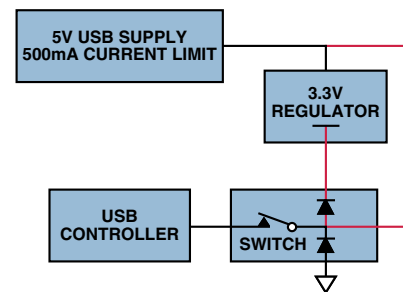 5V USB SUPPLY
500mA CURRENT LIMIT
3.3V
REGULATOR
USB
CONTROLLER
SWITCH